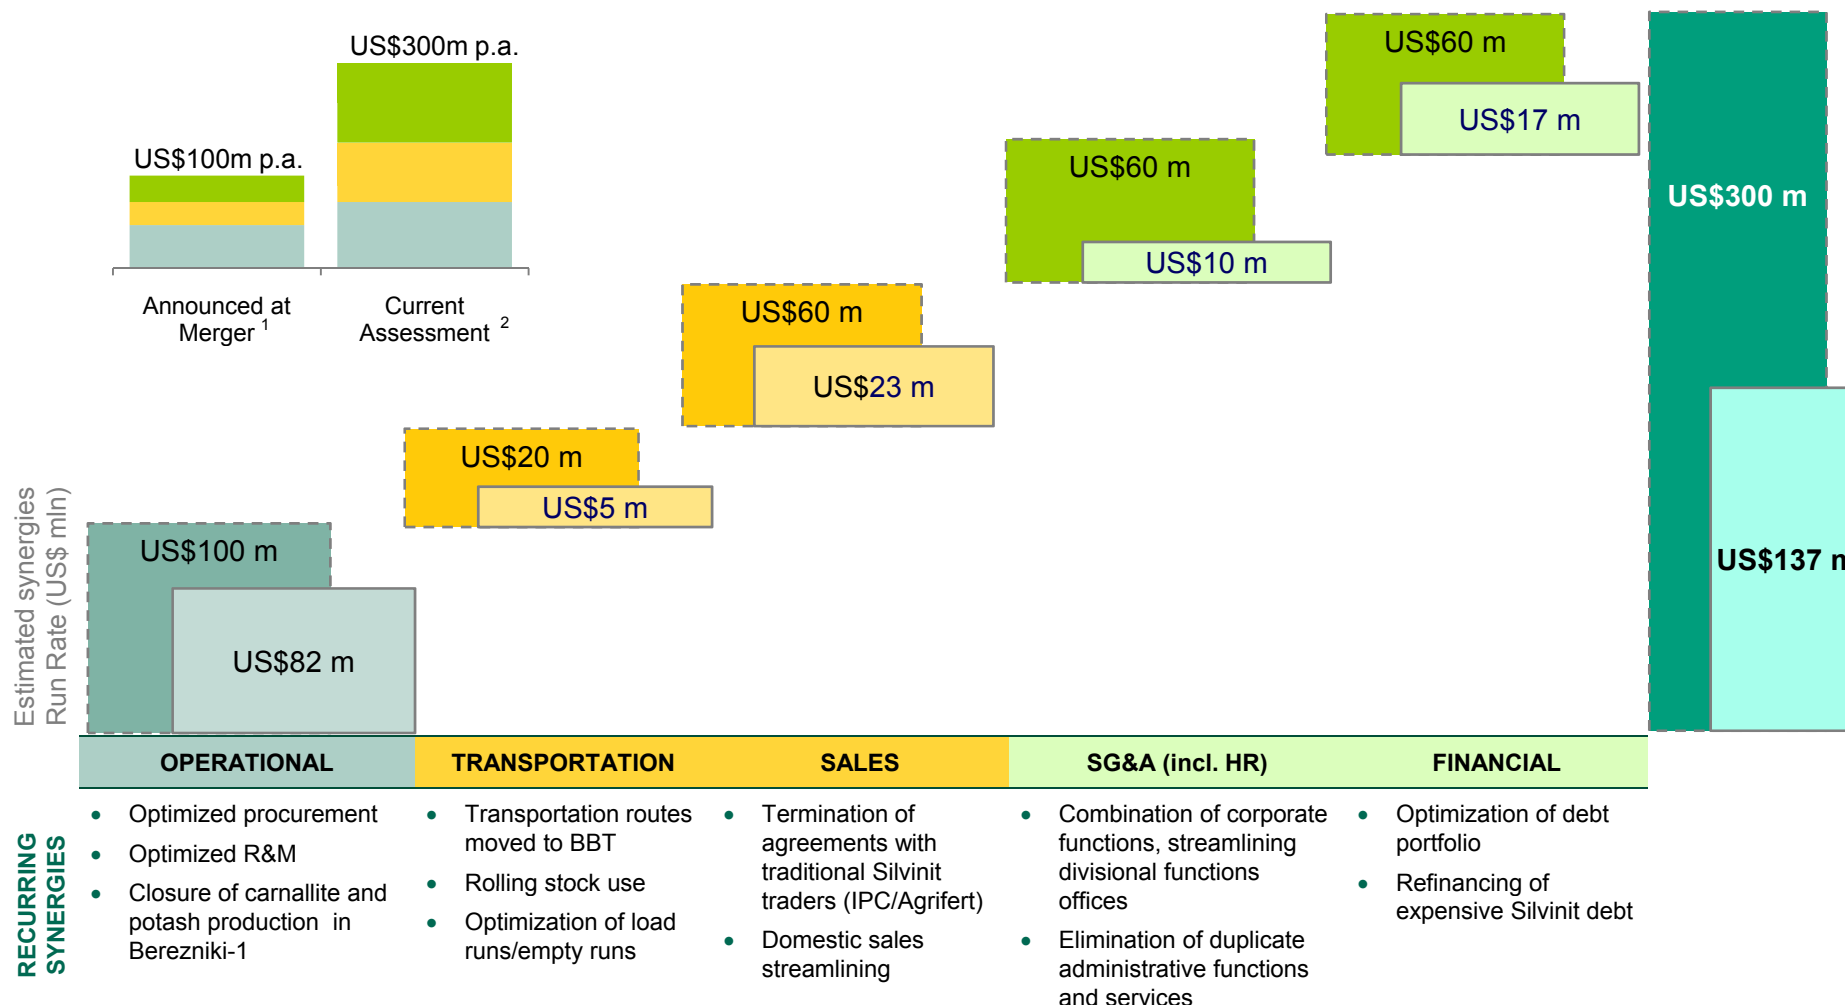 US$300m p.a.
US$100m p.a.
Announced at
Merger 1
Current
Assessment 2
Estimated synergies
Run Rate (US$ mln)
US$100 m
US$82 m
US$20 m
US$5 m
US$60 m
US$23 m
US$60 m
US$10 m
US$60 m
US$17 m
US$300 m
US$137 m
OPERATIONAL
TRANSPORTATION
SALES
SG&A (incl. HR)
FINANCIAL
RECURRING
SYNERGIES
• Optimized procurement
• Optimized R&M
• Closure of carnallite and
potash production in
Berezniki-1
• Transportation routes
moved to BBT
• Rolling stock use
• Optimization of load
runs/empty runs
• Termination of
agreements with
traditional Silvinit
traders (IPC/Agrifert)
• Domestic sales
streamlining
• Combination of corporate
functions, streamlining
divisional functions
offices
• Elimination of duplicate
administrative functions
and services
• Optimization of debt
portfolio
• Refinancing of
expensive Silvinit debt